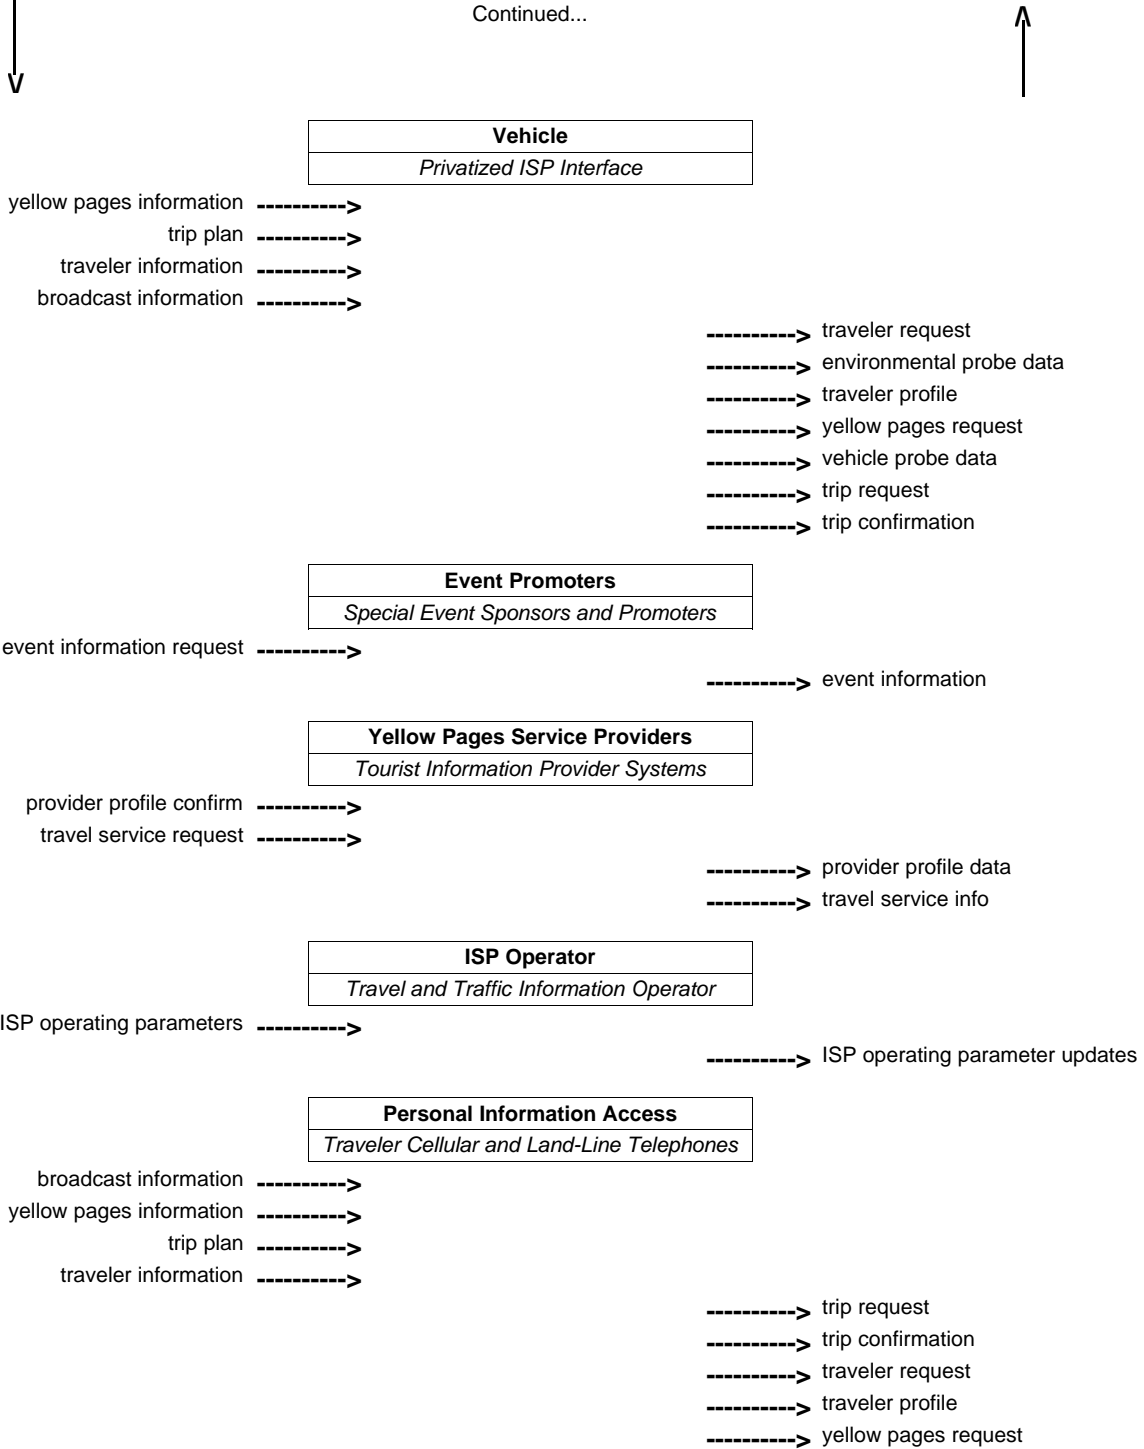 Continued...
Vehicle
Privatized ISP Interface
yellow pages information
trip plan
traveler information
broadcast information
traveler request
environmental probe data
traveler profile
yellow pages request
vehicle probe data
trip request
trip confirmation
Event Promoters
Special Event Sponsors and Promoters
event information request
event information
Yellow Pages Service Providers
Tourist Information Provider Systems
provider profile confirm
travel service request
provider profile data
travel service info
ISP Operator
Travel and Traffic Information Operator
ISP operating parameters
ISP operating parameter updates
Personal Information Access
Traveler Cellular and Land-Line Telephones
broadcast information
yellow pages information
trip plan
traveler information
trip request
trip confirmation
traveler request
traveler profile
yellow pages request